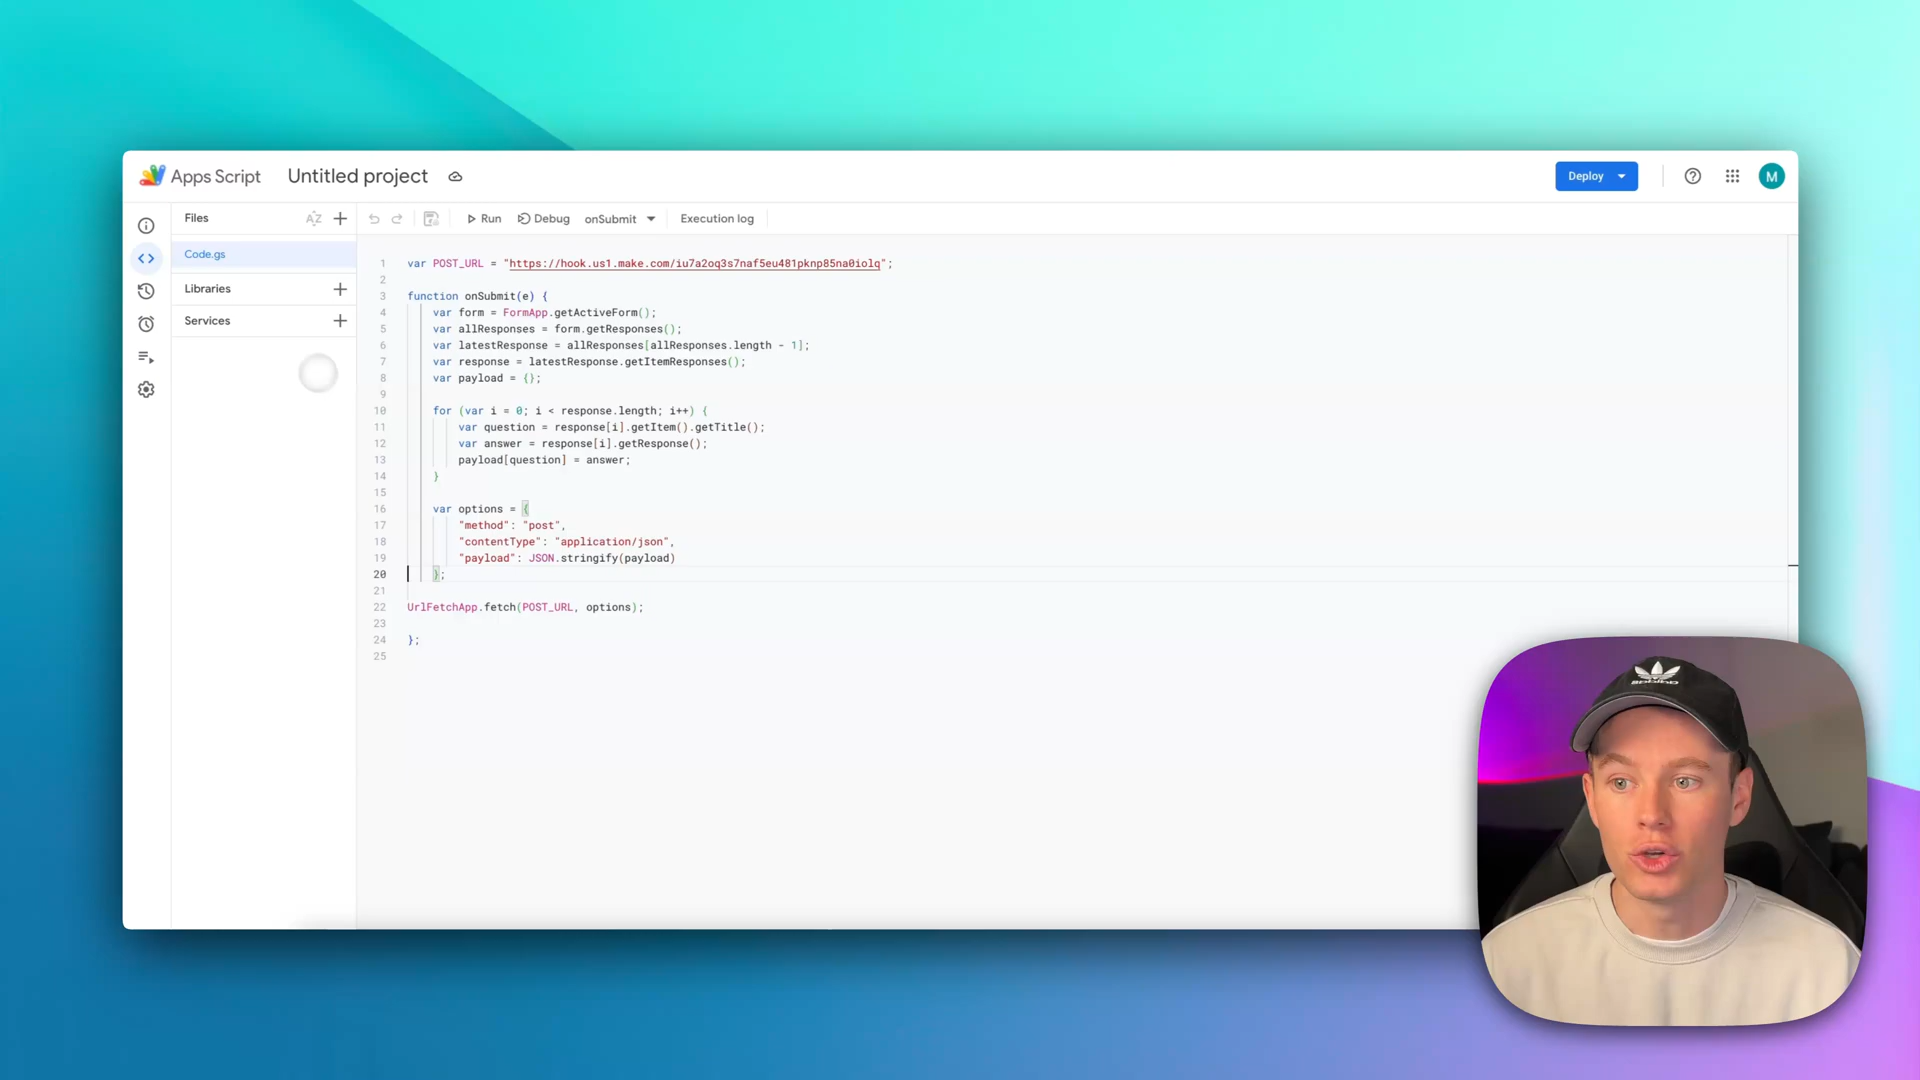 Apps Script
Untitled project
Deploy
M
Files
AZ
Run
Debug
onSubmit
Execution log
Code.gs
Libraries
Services
1 var POST_URL = "https://hook.us1.make.com/iu7a2oq3s7naf5eu481pknp85na0iolq";
2
3 function onSubmit(e) {
4 var form = FormApp.getActiveForm();
5 var allResponses = form.getResponses();
6 var latestResponse = allResponses[allResponses.length - 1];
7 var response = latestResponse.getItemResponses();
8 var payload = {};
9
10 for (var i = 0; i < response.length; i++) {
11 var question = response[i].getItem().getTitle();
12 var answer = response[i].getResponse();
13 payload[question] = answer;
14 }
15
16 var options = {
17 "method": "post",
18 "contentType": "application/json",
19 "payload": JSON.stringify(payload)
20 };
21
22 UrlFetchApp.fetch(POST_URL, options);
23
24 };
25
adidas